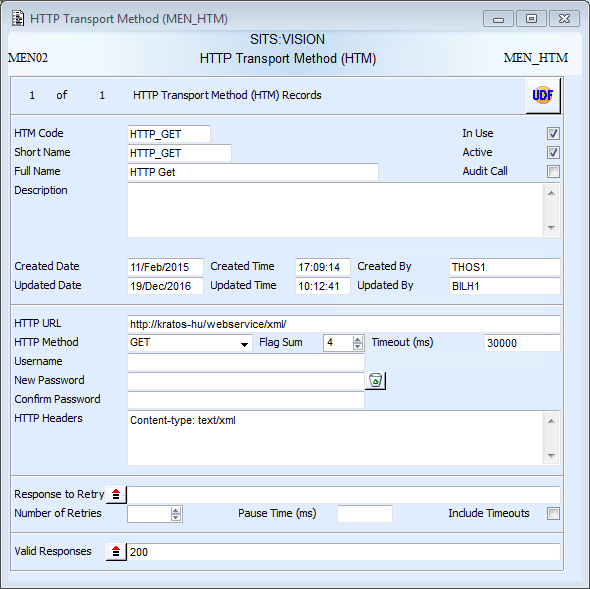 HTTP Transport Method (MEN_HTM)
SITS:VISION
MEN02 HTTP Transport Method (HTM) MEN_HTM
1 of 1 HTTP Transport Method (HTM) Records UDF
HTM Code HTTP_GET In Use
Short Name HTTP_GET Active
Full Name HTTP Get Audit Call
Description
Created Date 11/Feb/2015 Created Time 17:09:14 Created By THOS1
Updated Date 19/Dec/2016 Updated Time 10:12:41 Updated By BILH1
HTTP URL http://kratos-hu/webservice/xml/
HTTP Method GET Flag Sum 4 Timeout (ms) 30000
Username
New Password
Confirm Password
HTTP Headers Content-type: text/xml
Response to Retry
Number of Retries Pause Time (ms) Include Timeouts
Valid Responses 200